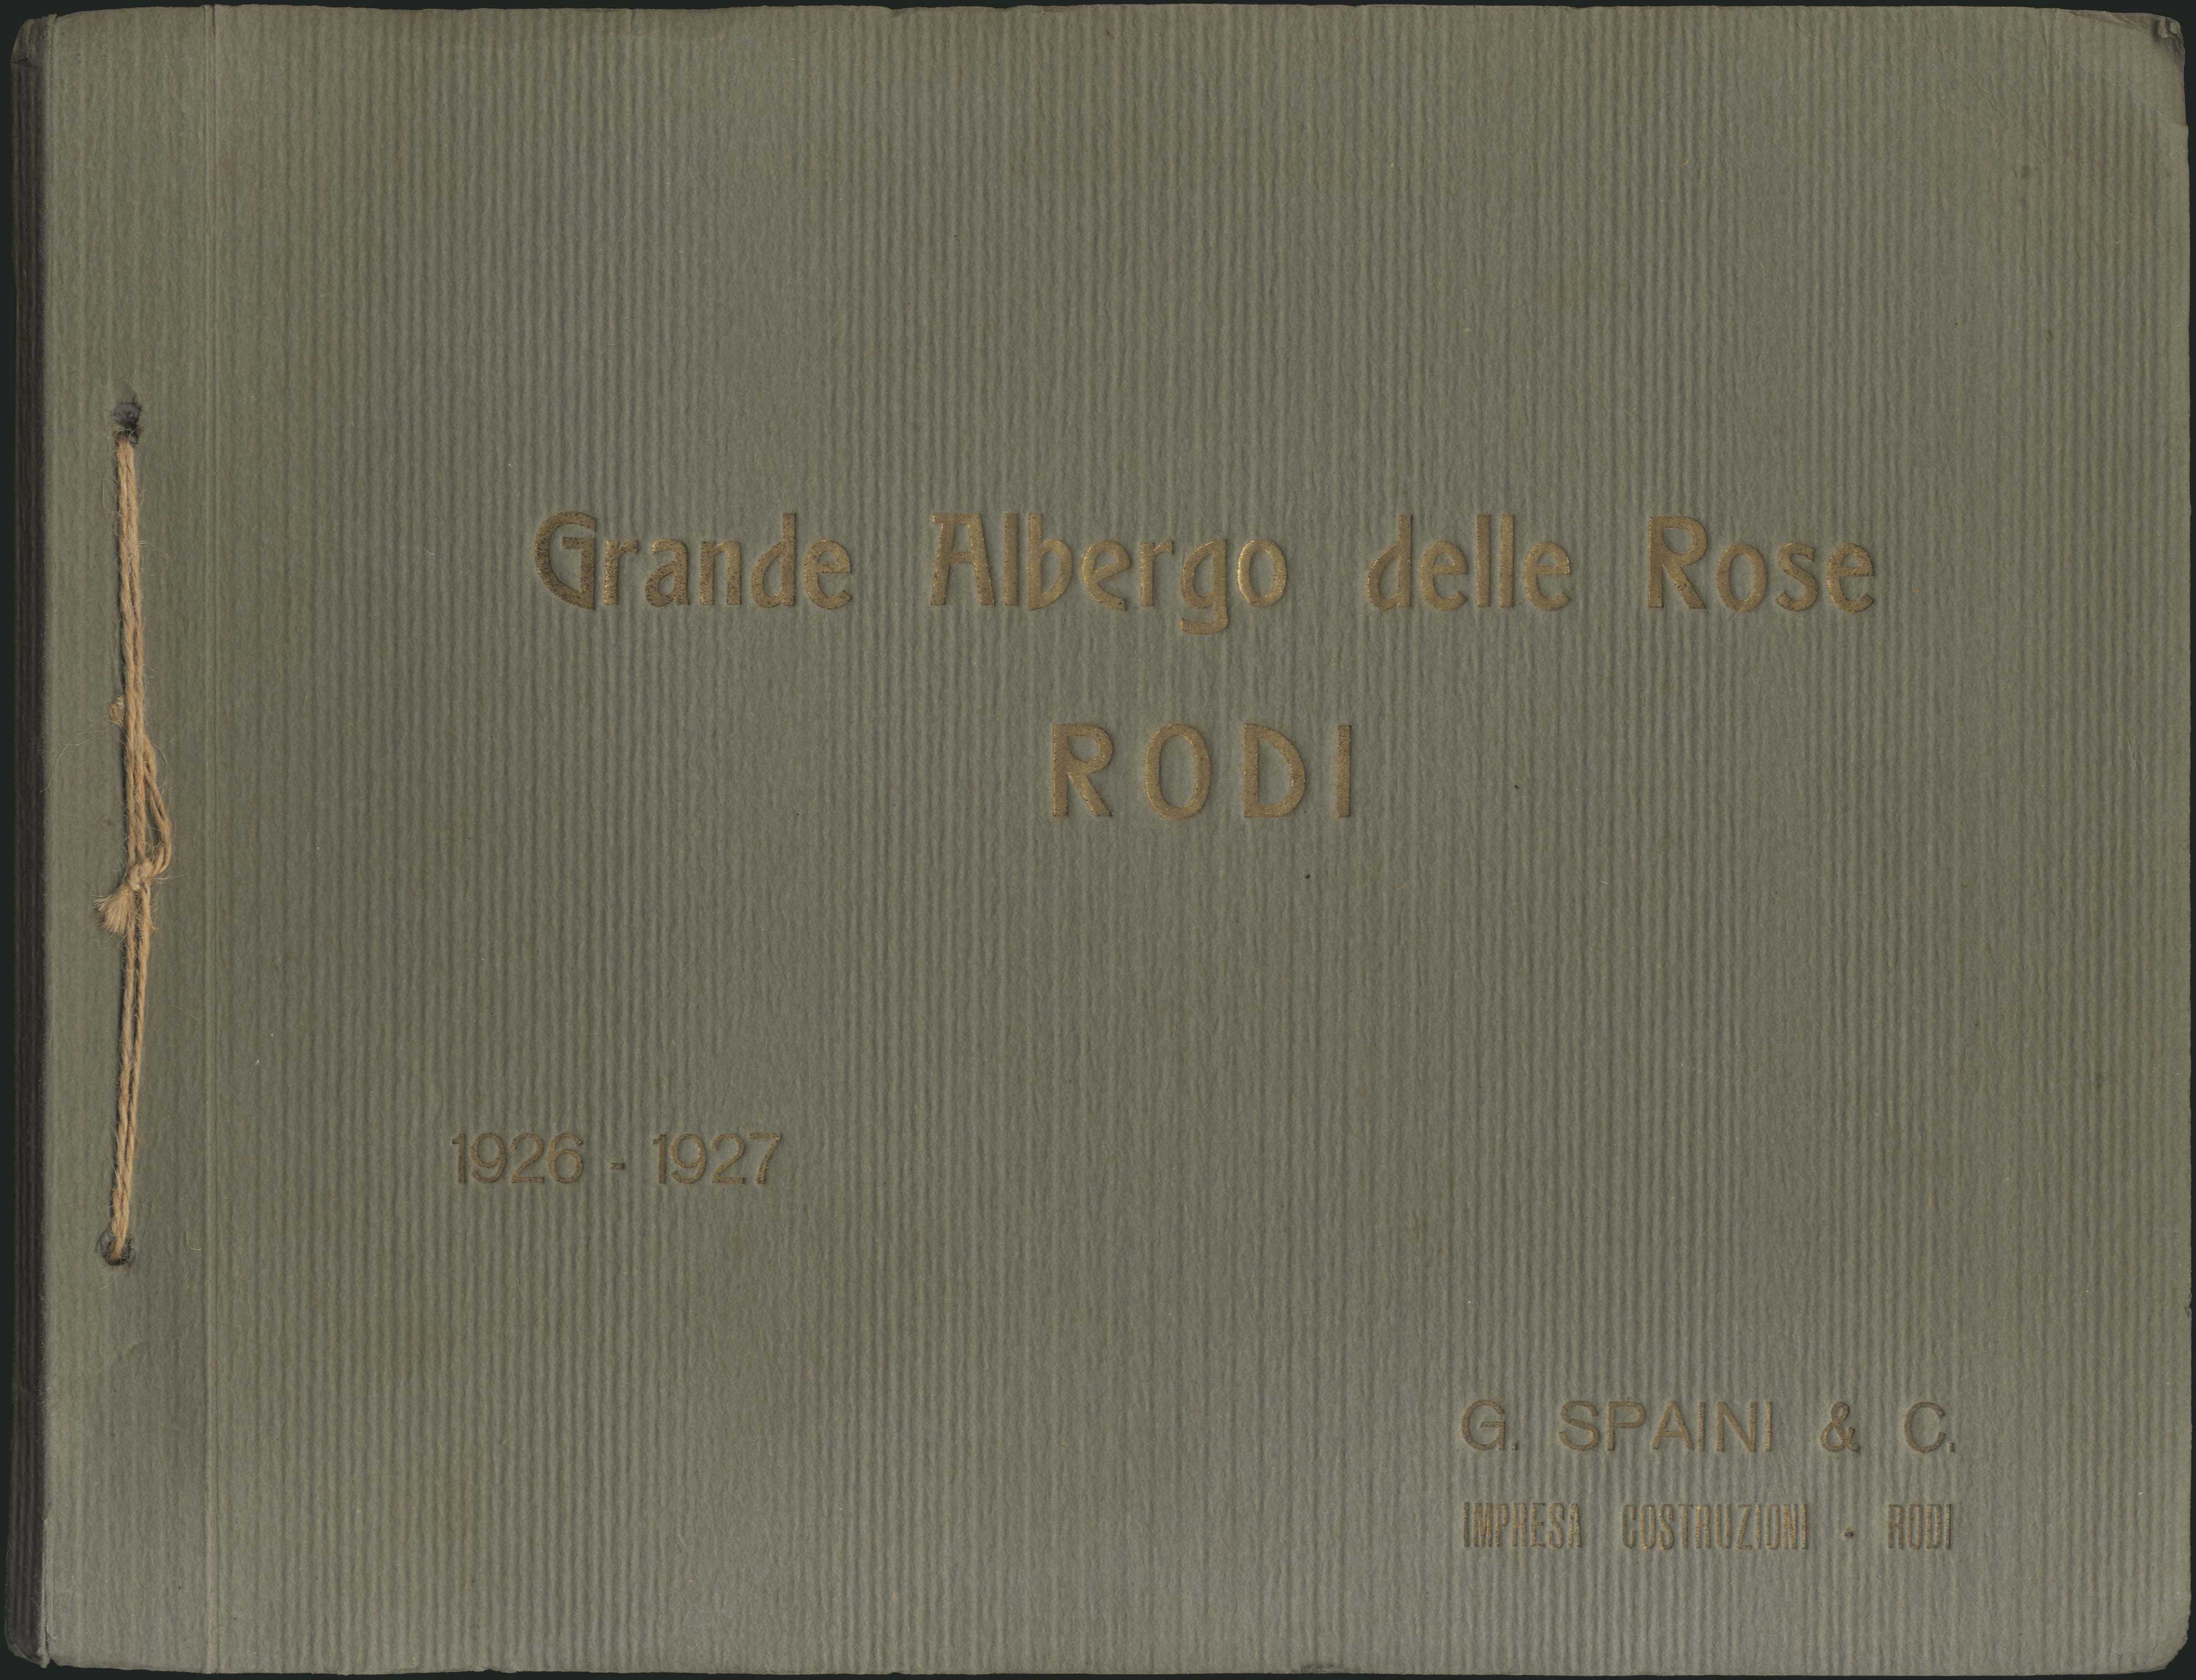 Grande Albergo delle Rose
RODI
1926 - 1927
G. SPAINI & C.
IMPRESA COSTRUZIONI - RODI